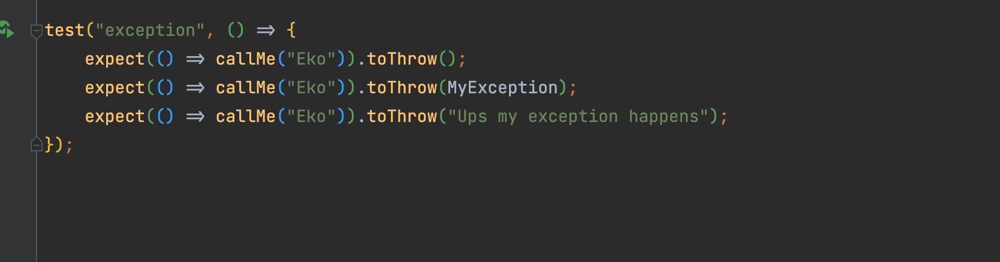 test("exception", () => {
    expect(() => callMe("Eko")).toThrow();
    expect(() => callMe("Eko")).toThrow(MyException);
    expect(() => callMe("Eko")).toThrow("Ups my exception happens");
});